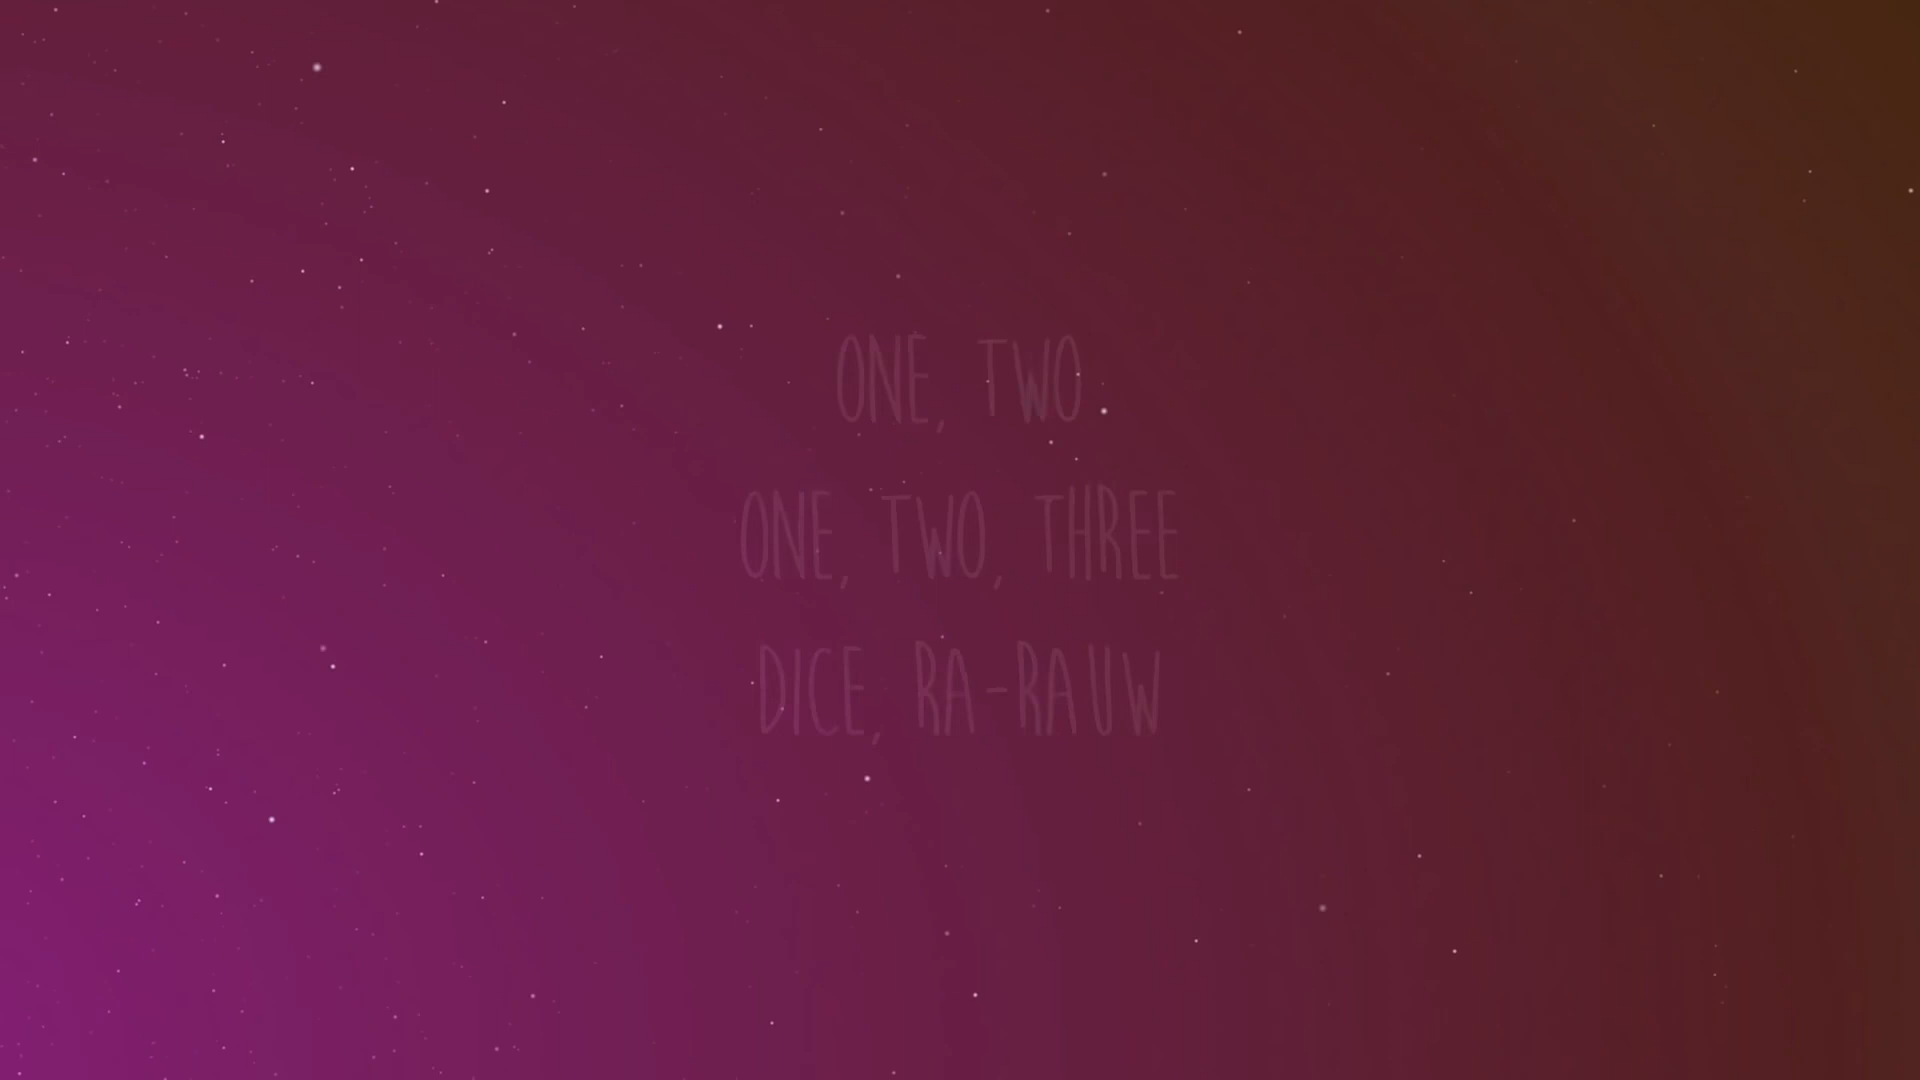 ONE, TWO
ONE, TWO, THREE
DICE, RA-RAUW